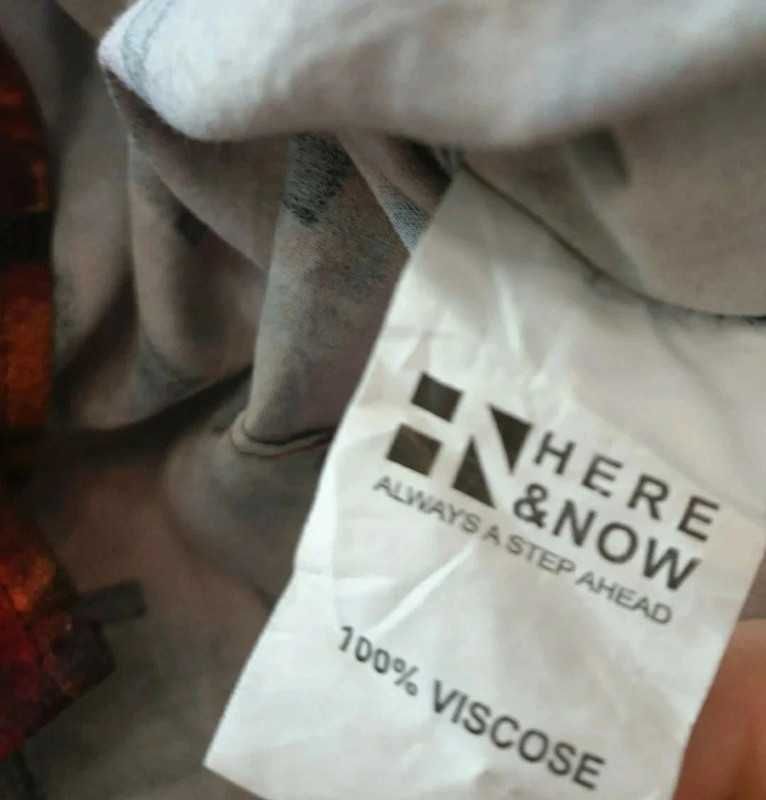 HERE
&NOW
ALWAYS A STEP AHEAD
100% VISCOSE